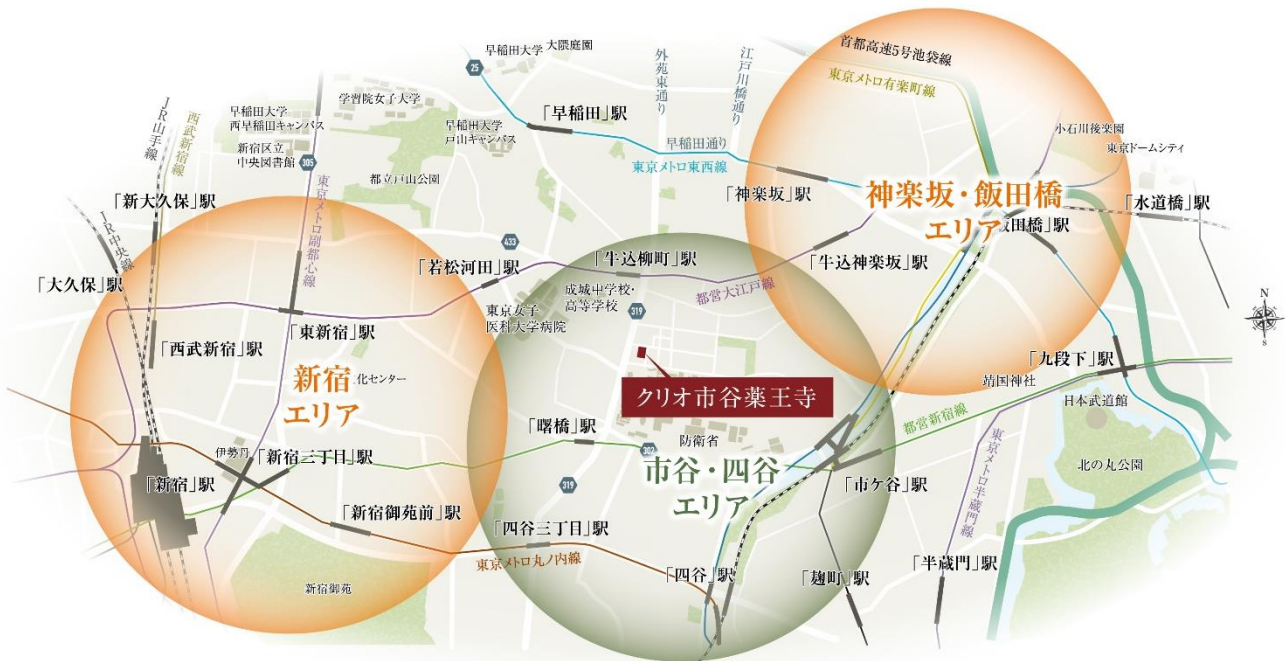 首都高速5号池袋線
東京メトロ有楽町線
早稲田大学
大隈庭園
外苑東通り
江戸川橋通り
25
学習院女子大学
早稲田大学
西早稲田キャンパス
新宿区立
中央図書館
305
早稲田大学
戸山キャンパス
都立戸山公園
「早稲田」駅
早稲田通り
東京メトロ東西線
小石川後楽園
東京ドームシティ
JR山手線
西武新宿線
JR中央線
東京メトロ副都心線
「新大久保」駅
「大久保」駅
「神楽坂」駅
神楽坂・飯田橋
エリア
飯田橋」駅
「水道橋」駅
433
「若松河田」駅
「牛込柳町」駅
「牛込神楽坂」駅
都営大江戸線
東京女子
医科大学病院
成城中学校・
高等学校
319
N
S
「東新宿」駅
「西武新宿」駅
新宿
エリア
化センター
クリオ市谷薬王寺
「九段下」駅
靖国神社
日本武道館
都営新宿線
「曙橋」駅
302
防衛省
市谷・四谷
エリア
「市ケ谷」駅
東京メトロ半蔵門線
北の丸公園
伊勢丹
「新宿三丁目」駅
「新宿」駅
319
「新宿御苑前」駅
「四谷三丁目」駅
東京メトロ丸ノ内線
「四谷」駅
「麹町」駅
「半蔵門」駅
新宿御苑